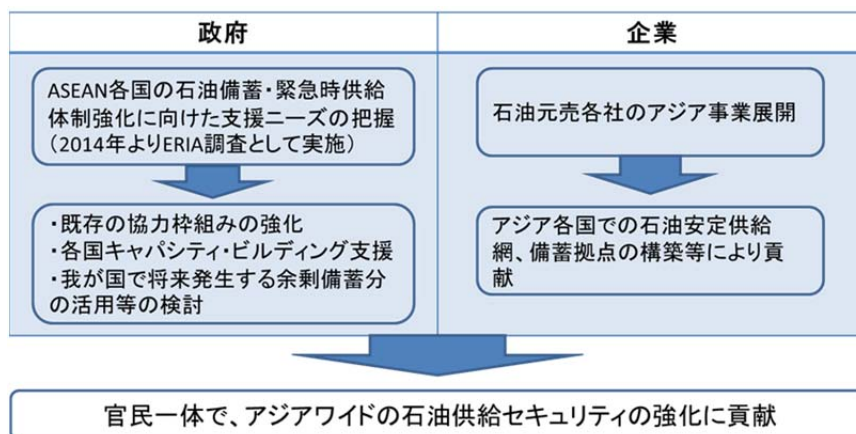 政府
ASEAN各国の石油備蓄・緊急時供給
体制強化に向けた支援ニーズの把握
(2014年よりERIA調査として実施)
・既存の協力枠組みの強化
・各国キャパシティ・ビルディング支援
・我が国で将来発生する余剰備蓄分
の活用等の検討
企業
石油元売各社のアジア事業展開
アジア各国での石油安定供給
網、備蓄拠点の構築等により貢
献
官民一体で、アジアワイドの石油供給セキュリティの強化に貢献